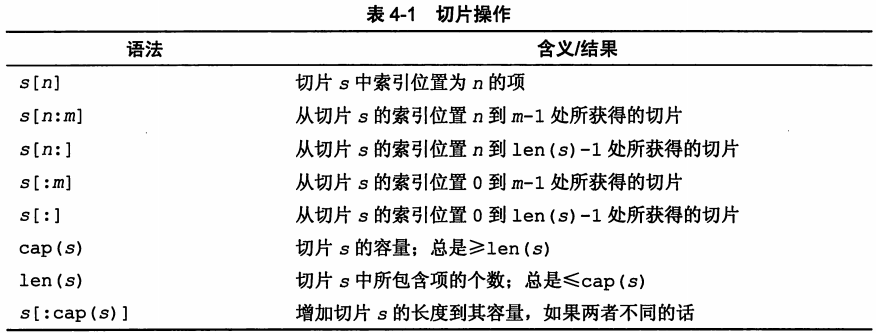 表 4-1 切片操作
语法 含义/结果
s[n] 切片 s 中索引位置为 n 的项
s[n:m] 从切片 s 的索引位置 n 到 m-1 处所获得的切片
s[n:] 从切片 s 的索引位置 n 到 len(s)-1 处所获得的切片
s[:m] 从切片 s 的索引位置 0 到 m-1 处所获得的切片
s[:] 从切片 s 的索引位置 0 到 len(s)-1 处所获得的切片
cap(s) 切片 s 的容量；总是≥len(s)
len(s) 切片 s 中所包含项的个数；总是≤cap(s)
s[:cap(s)] 增加切片 s 的长度到其容量，如果两者不同的话